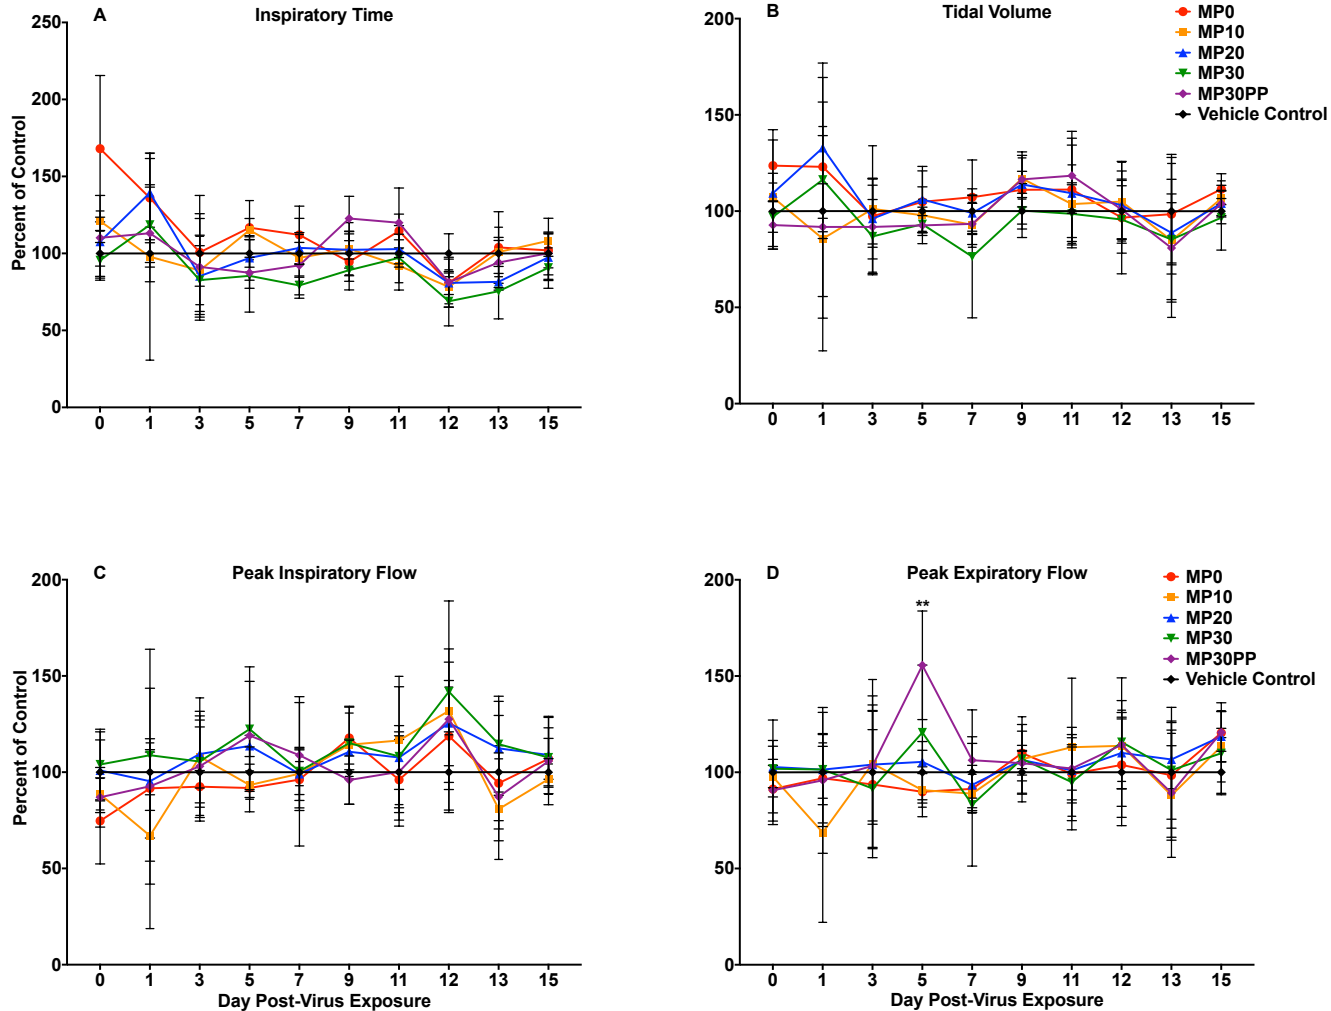 A
Inspiratory Time
Percent of Control
250
200
150
100
50
0
0 1 3 5 7 9 11 12 13 15
B
Tidal Volume
200
150
100
50
0
0 1 3 5 7 9 11 12 13 15
MP0
MP10
MP20
MP30
MP30PP
Vehicle Control
C
Peak Inspiratory Flow
Percent of Control
200
150
100
50
0
0 1 3 5 7 9 11 12 13 15
Day Post-Virus Exposure
D
Peak Expiratory Flow
**
200
150
100
50
0
0 1 3 5 7 9 11 12 13 15
Day Post-Virus Exposure
MP0
MP10
MP20
MP30
MP30PP
Vehicle Control